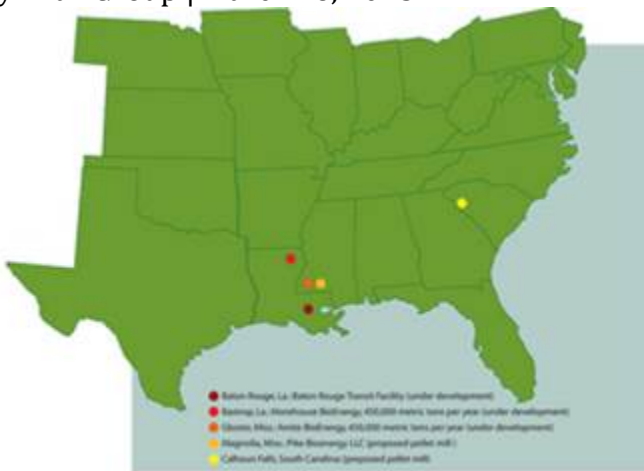 Baton Rouge, La. (Baton Rouge Transit Facility (under development)
Bastrop, La. (Morehouse BioEnergy, 450,000 metric tons per year (under development)
Gloster, Miss. Amite BioEnergy, 450,000 metric tons per year (under development)
Magnolia, Miss. Pike Bioenergy LLC (proposed pellet mill)
Calhoun Falls, South Carolina (proposed pellet mill)